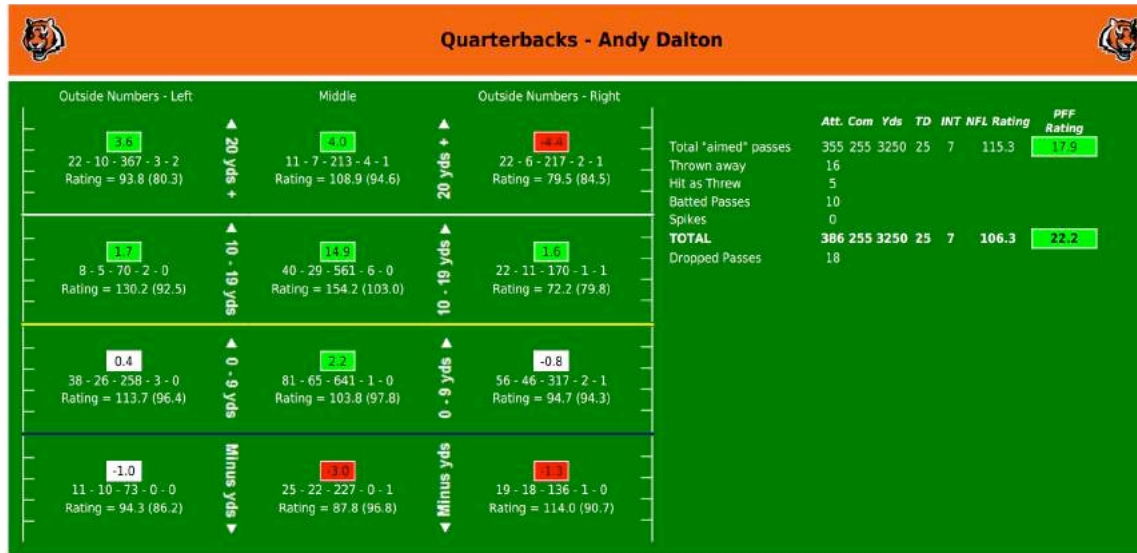 Quarterbacks - Andy Dalton
Outside Numbers - Left Middle Outside Numbers - Right
3.6 4.0 -4.4
22 - 10 - 367 - 3 - 2 11 - 7 - 213 - 4 - 1 22 - 6 - 217 - 2 - 1
Rating = 93.8 (80.3) Rating = 108.9 (94.6) Rating = 79.5 (84.5)
20 yds + 20 yds +
1.7 14.9 1.6
8 - 5 - 70 - 2 - 0 40 - 29 - 561 - 6 - 0 22 - 11 - 170 - 1 - 1
Rating = 130.2 (92.5) Rating = 154.2 (103.0) Rating = 72.2 (79.8)
10 - 19 yds 10 - 19 yds
0.4 2.2 -0.8
38 - 26 - 258 - 3 - 0 81 - 65 - 641 - 1 - 0 56 - 46 - 317 - 2 - 1
Rating = 113.7 (96.4) Rating = 103.8 (97.8) Rating = 94.7 (94.3)
0 - 9 yds 0 - 9 yds
-1.0 -3.0 -1.3
11 - 10 - 73 - 0 - 0 25 - 22 - 227 - 0 - 1 19 - 18 - 136 - 1 - 0
Rating = 94.3 (86.2) Rating = 87.8 (96.8) Rating = 114.0 (90.7)
Minus yds Minus yds
Att. Com Yds TD INT NFL Rating PFF Rating
Total "aimed" passes 355 255 3250 25 7 115.3 17.9
Thrown away 16
Hit as Threw 5
Batted Passes 10
Spikes 0
TOTAL 386 255 3250 25 7 106.3 22.2
Dropped Passes 18